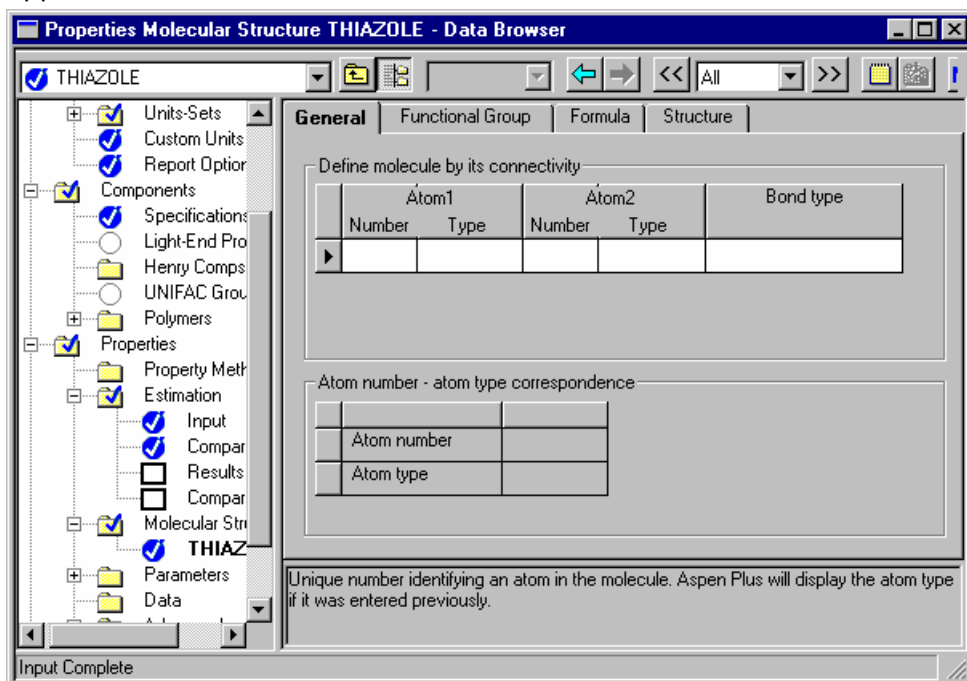 Properties Molecular Structure THIAZOLE - Data Browser
THIAZOLE
<<
All
>>
Units-Sets
Custom Units
Report Option
Components
Specifications
Light-End Pro
Henry Comps
UNIFAC Grou
Polymers
Properties
Property Meth
Estimation
Input
Compar
Results
Compar
Molecular Stru
THIAZ
Parameters
Data
General
Functional Group
Formula
Structure
Define molecule by its connectivity
Atom1
Atom2
Bond type
Number
Type
Number
Type
Atom number - atom type correspondence
Atom number
Atom type
Unique number identifying an atom in the molecule. Aspen Plus will display the atom type
if it was entered previously.
Input Complete